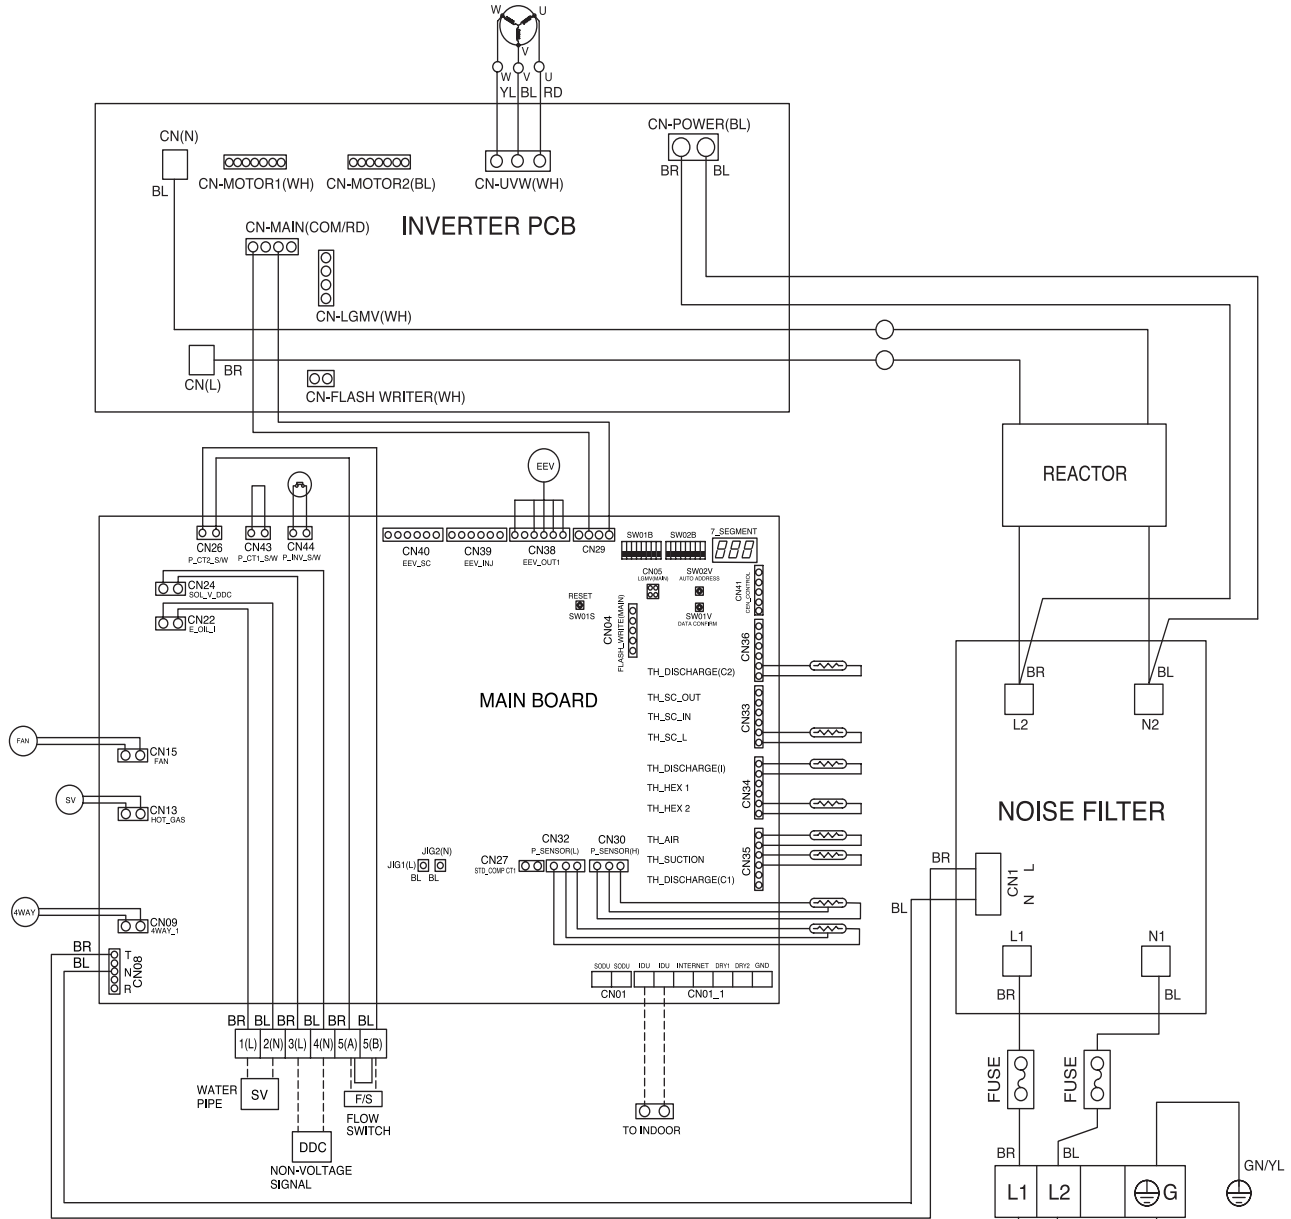 W U
V
W V U
YL BL RD
CN(N)
BL
CN-MOTOR1(WH)
CN-MOTOR2(BL)
CN-UVW(WH)
CN-POWER(BL)
BR BL
CN-MAIN(COM/RD)
INVERTER PCB
CN-LGMV(WH)
CN(L)
BR
CN-FLASH WRITER(WH)
REACTOR
EEV
CN26
P_CT2_S/W
CN43
P_CT1_S/W
CN44
P_INV_S/W
CN40
EEV_SC
CN39
EEV_INJ
CN38
EEV_OUT1
CN29
SW01B
SW02B
7_SEGMENT
CN24
SOL_V_DDC
CN22
E_OIL_I
RESET
SW01S
CN05
LGMV(MAIN)
SW02V
AUTO ADDRESS
SW01V
DATA CONFIRM
CN41
CEN_CONTROL
CN04
FLASH_WRITE(MAIN)
CN36
TH_DISCHARGE(C2)
MAIN BOARD
TH_SC_OUT
TH_SC_IN
TH_SC_L
CN33
TH_DISCHARGE(I)
TH_HEX 1
TH_HEX 2
CN34
TH_AIR
TH_SUCTION
TH_DISCHARGE(C1)
CN35
FAN
CN15
FAN
SV
CN13
HOT_GAS
JIG1(L)
JIG2(N)
BL BL
CN27
STD_COMP CT1
CN32
P_SENSOR(L)
CN30
P_SENSOR(H)
4WAY
CN09
4WAY_1
BR
BL
T
N
R
CN08
SODU SODU IDU IDU INTERNET DRY1 DRY2 GND
CN01
CN01_1
BR BL BR BL BR BL
1(L) 2(N) 3(L) 4(N) 5(A) 5(B)
WATER
PIPE
SV
F/S
FLOW
SWITCH
DDC
NON-VOLTAGE
SIGNAL
TO INDOOR
BR BL
L2
N2
NOISE FILTER
BR
BL
CN1
L
N
L1
N1
BR
BL
FUSE
FUSE
BR BL
L1 L2 G
GN/YL